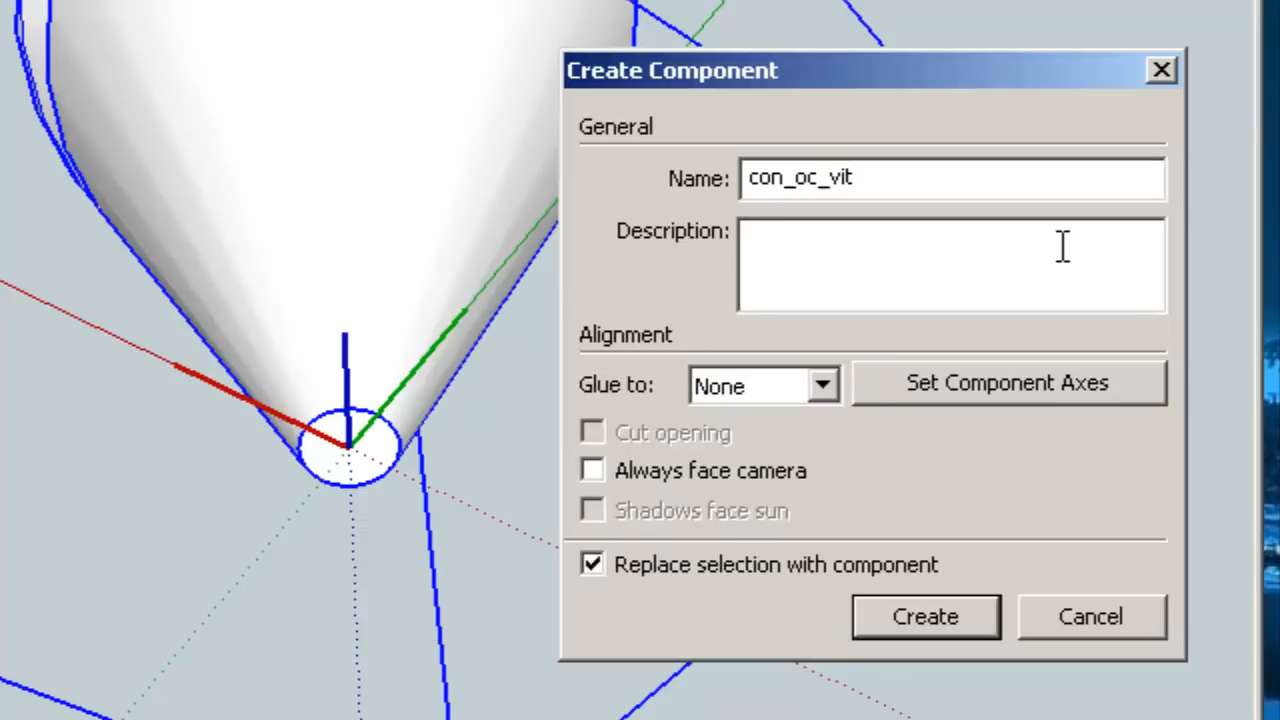 Create Component
General
Name: con_oc_vit
Description:
Alignment
Glue to: None Set Component Axes
Cut opening
Always face camera
Shadows face sun
Replace selection with component
Create Cancel